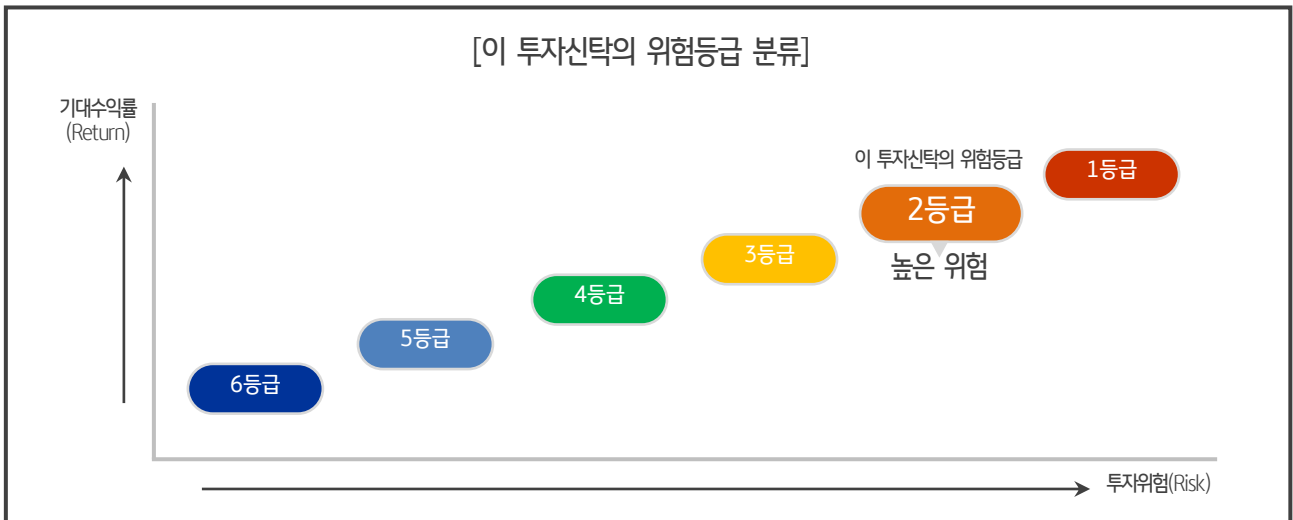 [이 투자신탁의 위험등급 분류]
기대수익률
(Return)
이 투자신탁의 위험등급
1등급
2등급
높은 위험
3등급
4등급
5등급
6등급
투자위험(Risk)